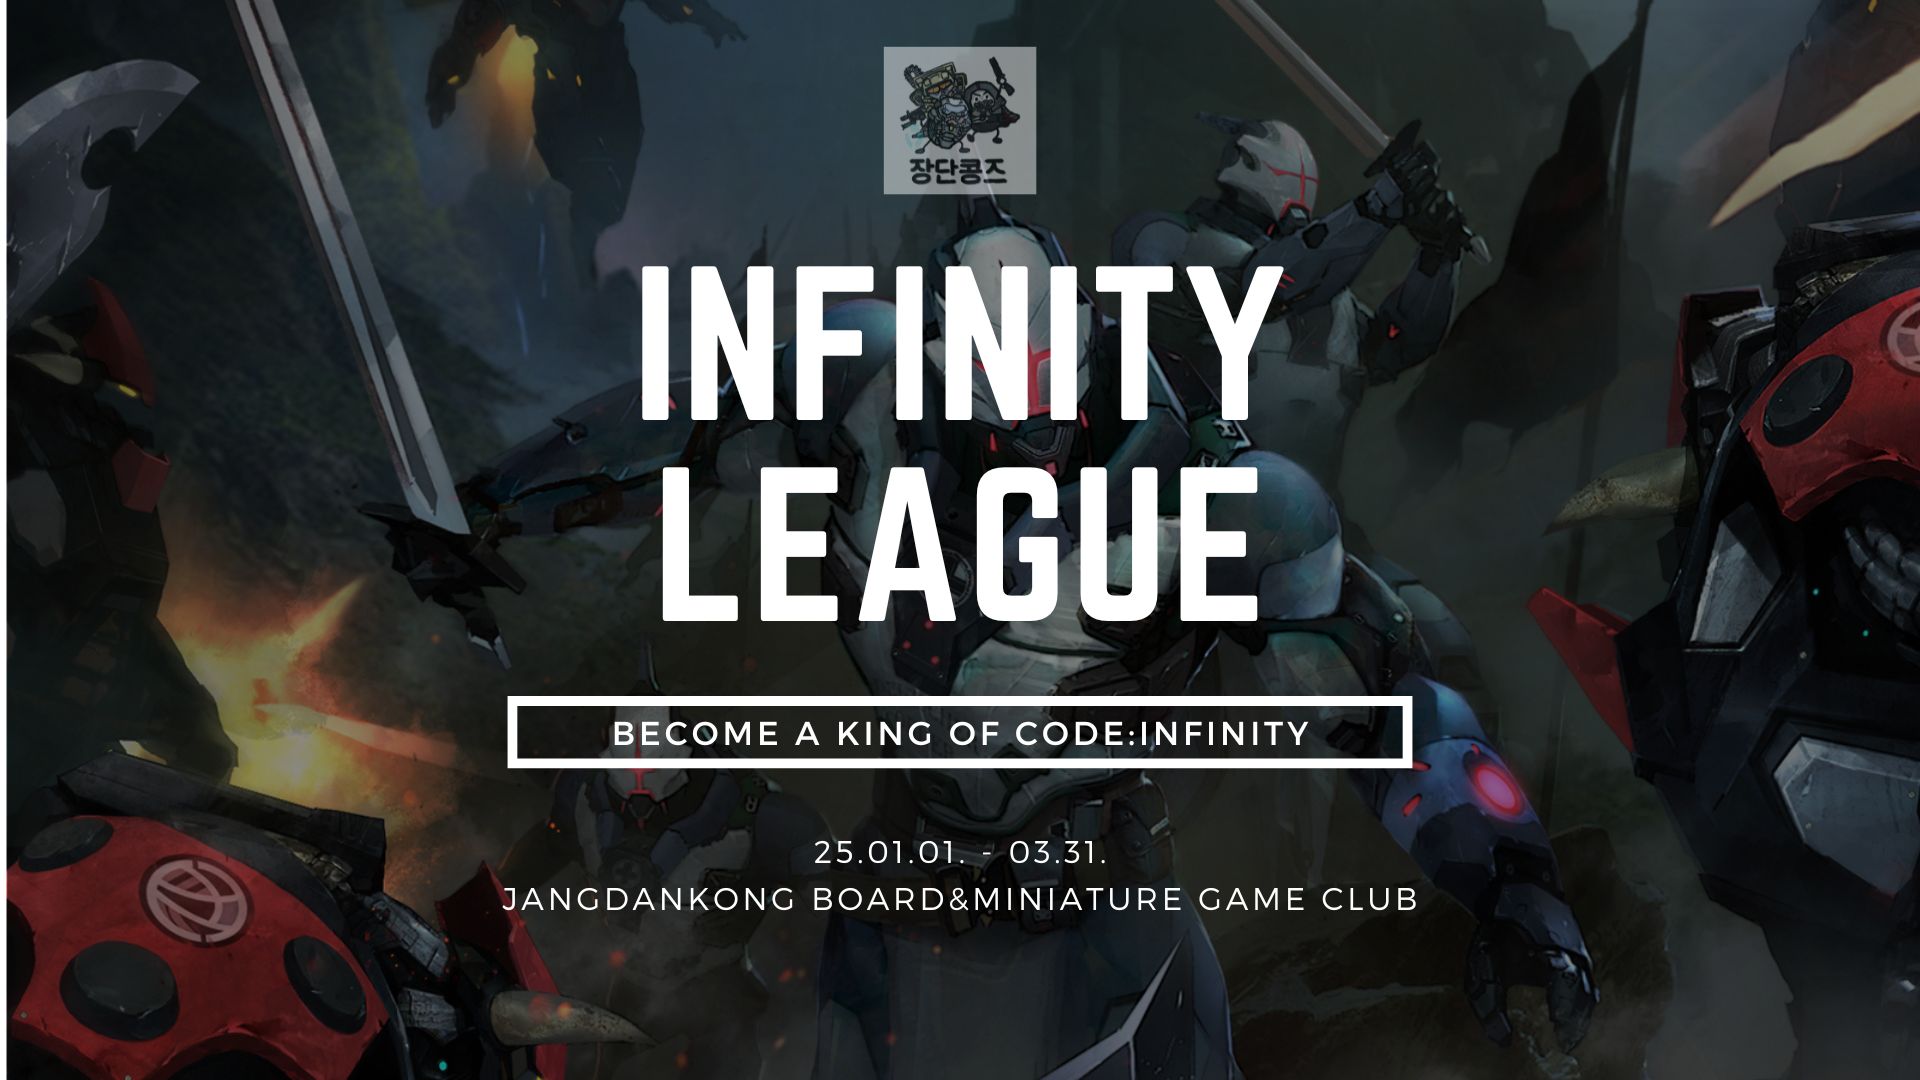 장단콩즈
INFINITY
LEAGUE
BECOME A KING OF CODE:INFINITY
25.01.01. - 03.31.
JANGDANKONG BOARD&MINIATURE GAME CLUB